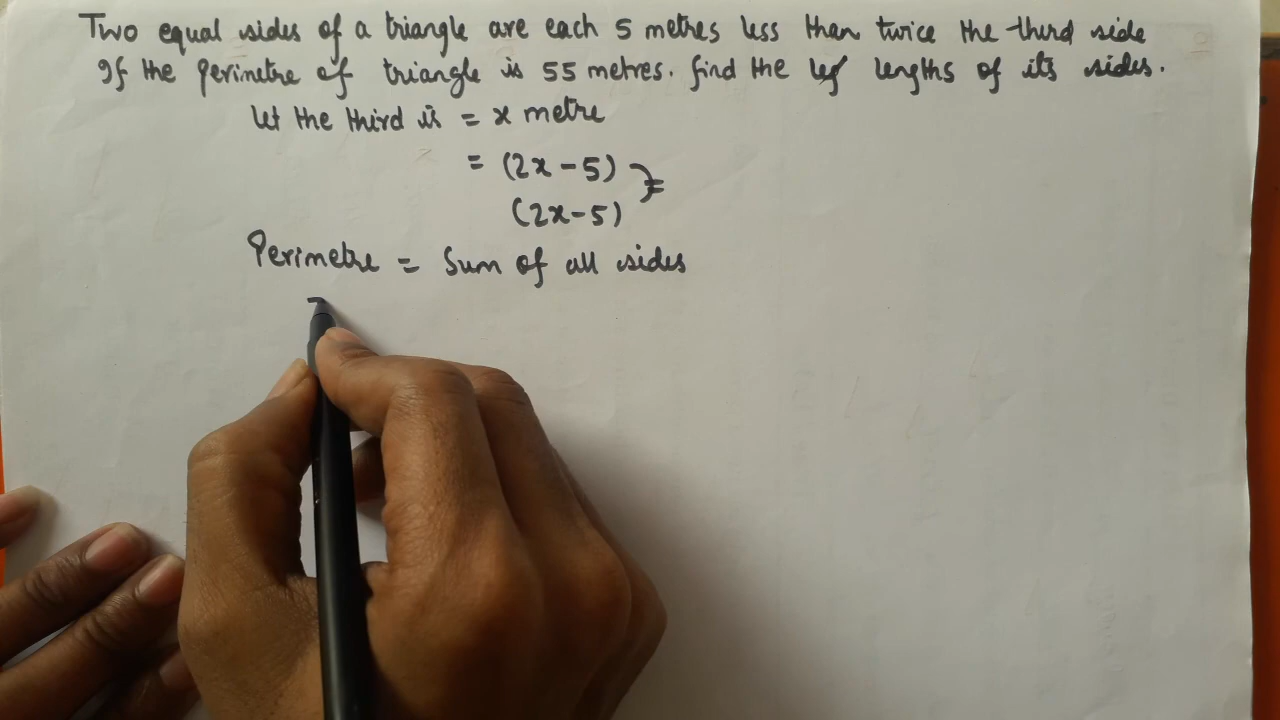 Two equal sides of a triangle are each 5 metres less than twice the third side
If the Perimetre of triangle is 55 metres. find the lengths of its sides.
let the third is = x metre
= (2x-5)
(2x-5)
Perimetre = Sum of all sides